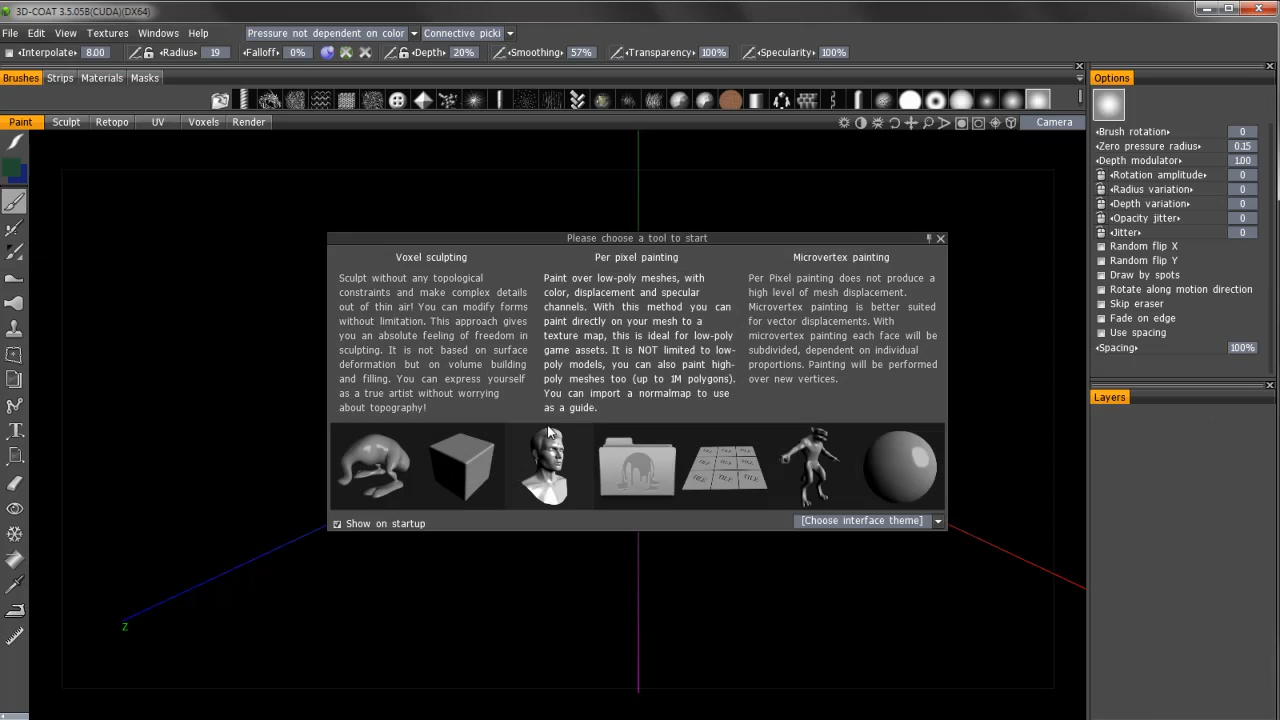 3D-COAT 3.5.05B(CUDA)(DX64)
File Edit View Textures Windows Help Pressure not dependent on color Connective picki
Interpolate 8.00 Radius 19 Falloff 0% Depth 20% Smoothing 57% Transparency 100% Specularity 100%
Brushes Strips Materials Masks
Paint Sculpt Retopo UV Voxels Render Camera
Options
Brush rotation 0
Zero pressure radius 0.15
Depth modulator 1.00
Rotation amplitude 0
Radius variation 0
Depth variation 0
Opacity jitter 0
Jitter 0
Random flip X
Random flip Y
Draw by spots
Rotate along motion direction
Skip eraser
Fade on edge
Use spacing
Spacing 100%
Layers
Please choose a tool to start
Voxel sculpting
Sculpt without any topological
constraints and make complex details
out of thin air! You can modify forms
without limitation. This approach gives
you an absolute feeling of freedom in
sculpting. It is not based on surface
deformation but on volume building
and filling. You can express yourself
as a true artist without worrying
about topography!
Per pixel painting
Paint over low-poly meshes, with
color, displacement and specular
channels. With this method you can
paint directly on your mesh to a
texture map, this is ideal for low-poly
game assets. It is NOT limited to low-
poly models, you can also paint high-
poly meshes too (up to 1M polygons).
You can import a normalmap to use
as a guide.
Microvertex painting
Per Pixel painting does not produce a
high level of mesh displacement.
Microvertex painting is better suited
for vector displacements. With
microvertex painting each face will be
subdivided, dependent on individual
proportions. Painting will be performed
over new vertices.
TILE TILE TILE
Show on startup
[Choose interface theme]
Z